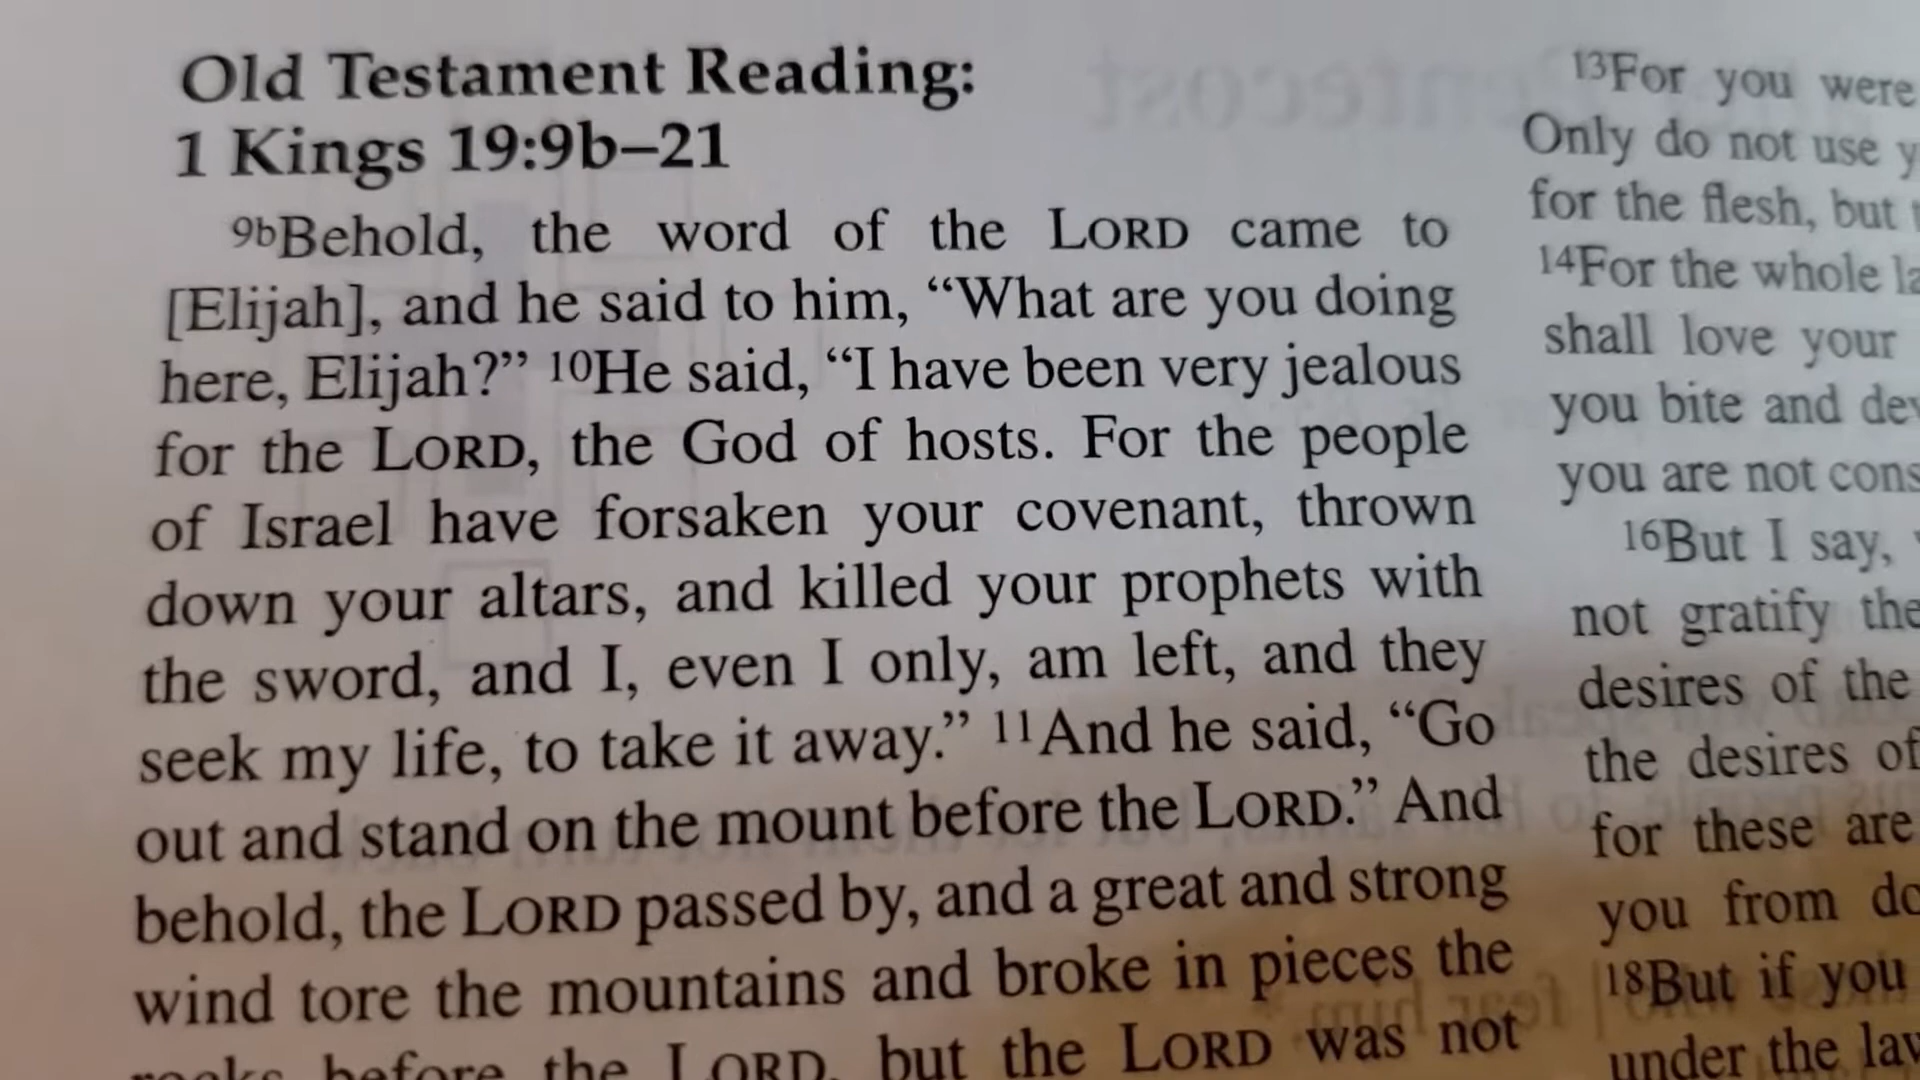 Old Testament Reading:
1 Kings 19:9b–21
9bBehold, the word of the LORD came to
[Elijah], and he said to him, “What are you doing
here, Elijah?” 10He said, “I have been very jealous
for the LORD, the God of hosts. For the people
of Israel have forsaken your covenant, thrown
down your altars, and killed your prophets with
the sword, and I, even I only, am left, and they
seek my life, to take it away.” 11And he said, “Go
out and stand on the mount before the LORD.” And
behold, the LORD passed by, and a great and strong
wind tore the mountains and broke in pieces the
rocks before the LORD, but the LORD was not
13For you were
Only do not use
for the flesh, but
14For the whole
shall love your
you bite and
you are not
16But I say,
not gratify the
desires of the
the desires of
for these are
you from
18But if you
under the